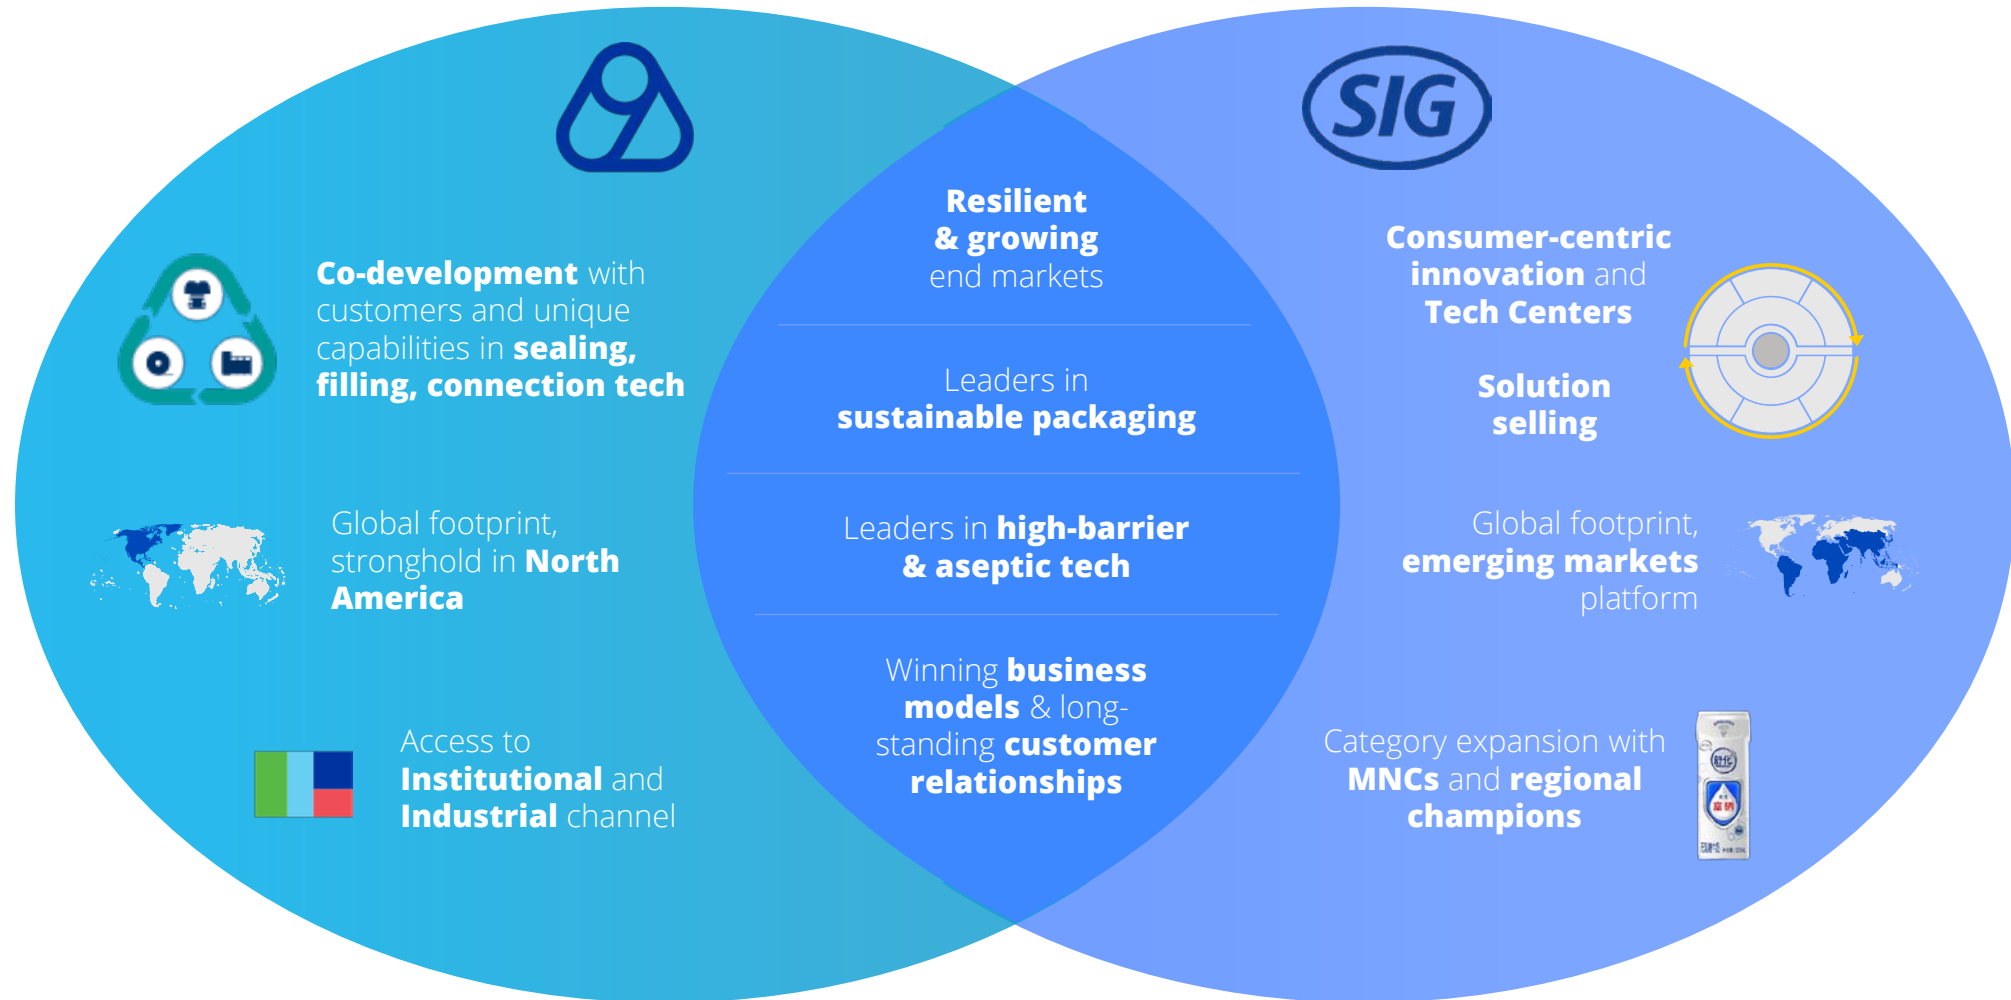 SIG
Co-development with
customers and unique
capabilities in sealing,
filling, connection tech
Global footprint,
stronghold in North
America
Access to
Institutional and
Industrial channel
Resilient
& growing
end markets
Leaders in
sustainable packaging
Leaders in high-barrier
& aseptic tech
Winning business
models & long-
standing customer
relationships
Consumer-centric
innovation and
Tech Centers
Solution
selling
Global footprint,
emerging markets
platform
Category expansion with
MNCs and regional
champions
舒化